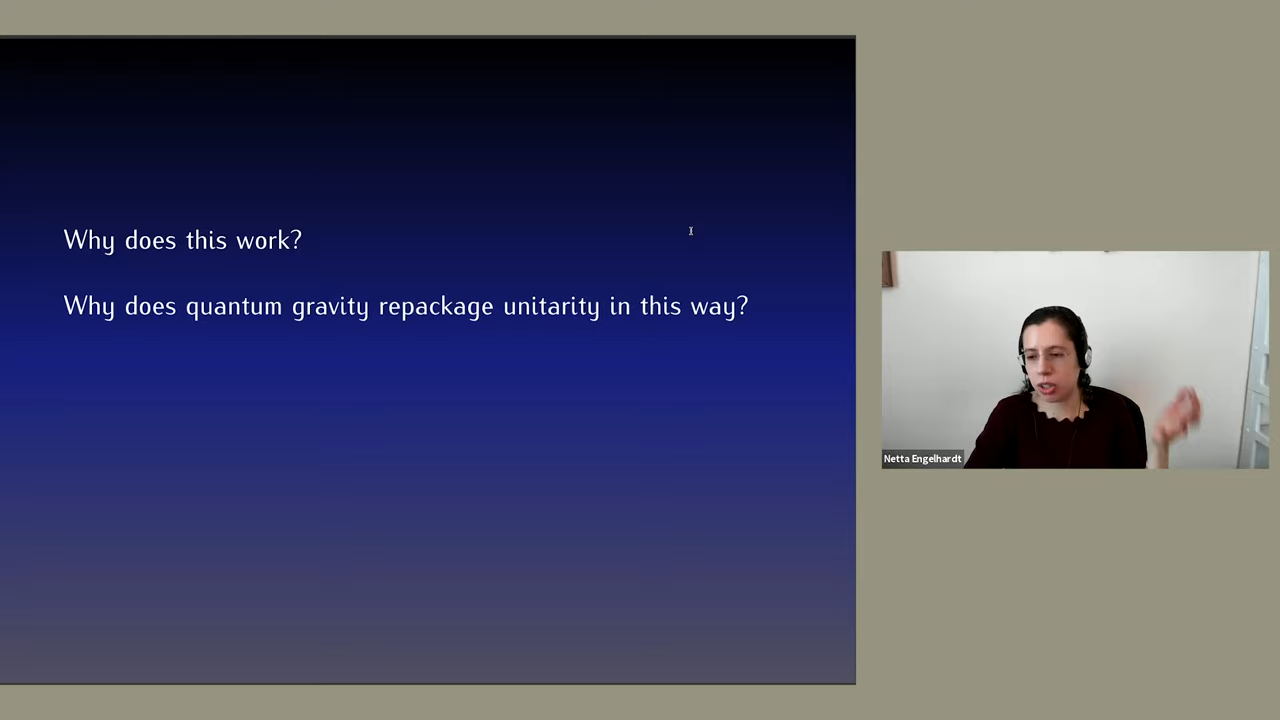 Why does this work?
Why does quantum gravity repackage unitarity in this way?
Netta Engelhardt